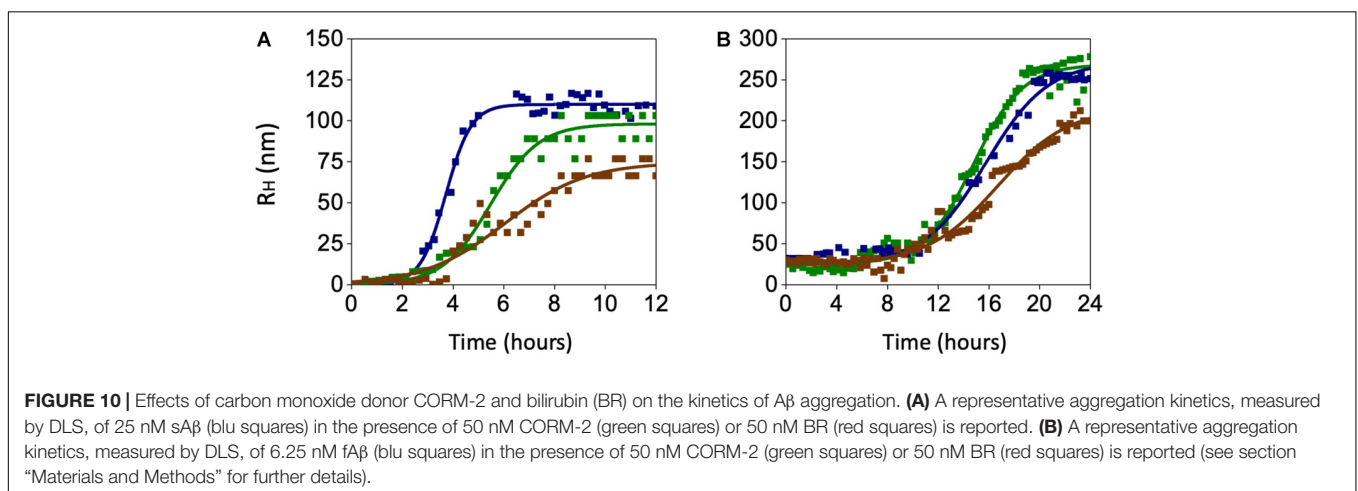 A
B
150
125
100
75
50
25
0
RH (nm)
0 2 4 6 8 10 12
Time (hours)
300
250
200
150
100
50
0
0 4 8 12 16 20 24
Time (hours)
FIGURE 10 | Effects of carbon monoxide donor CORM-2 and bilirubin (BR) on the kinetics of Aβ aggregation. (A) A representative aggregation kinetics, measured
by DLS, of 25 nM sAβ (blu squares) in the presence of 50 nM CORM-2 (green squares) or 50 nM BR (red squares) is reported. (B) A representative aggregation
kinetics, measured by DLS, of 6.25 nM fAβ (blu squares) in the presence of 50 nM CORM-2 (green squares) or 50 nM BR (red squares) is reported (see section
“Materials and Methods” for further details).